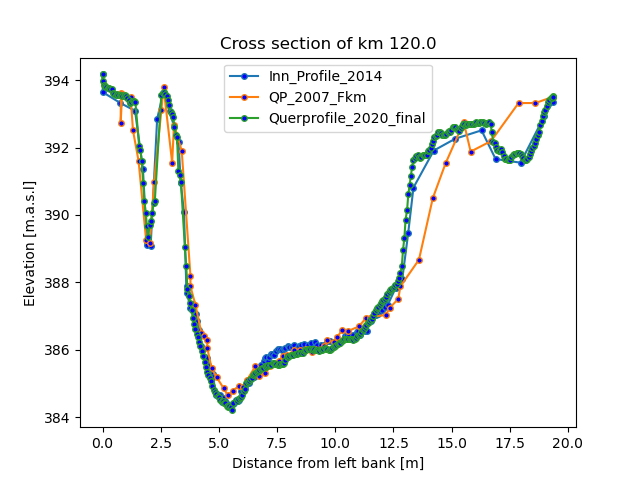 Cross section of km 120.0
Inn_Profile_2014
QP_2007_Fkm
Querprofile_2020_final
Elevation [m.a.s.l]
394
392
390
388
386
384
0.0 2.5 5.0 7.5 10.0 12.5 15.0 17.5 20.0
Distance from left bank [m]